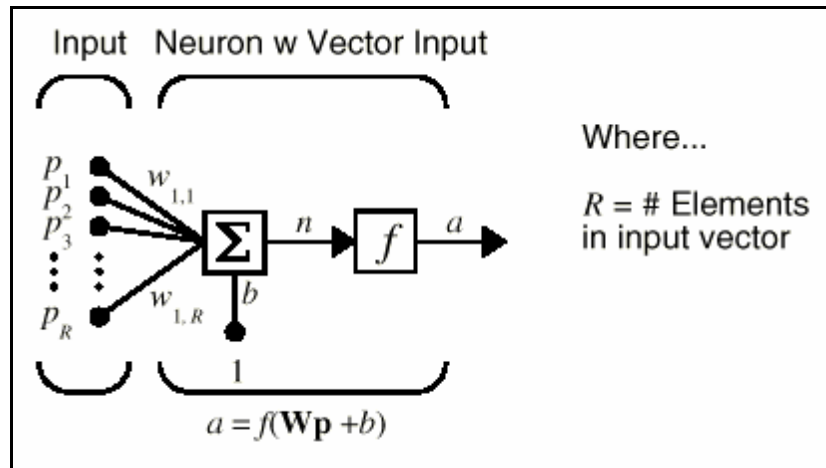 Input Neuron w Vector Input
Where...
R = # Elements
in input vector
p1
p2
p3
pR
w1,1
w1,R
Σ
n
f
a
b
1
a = f(Wp +b)